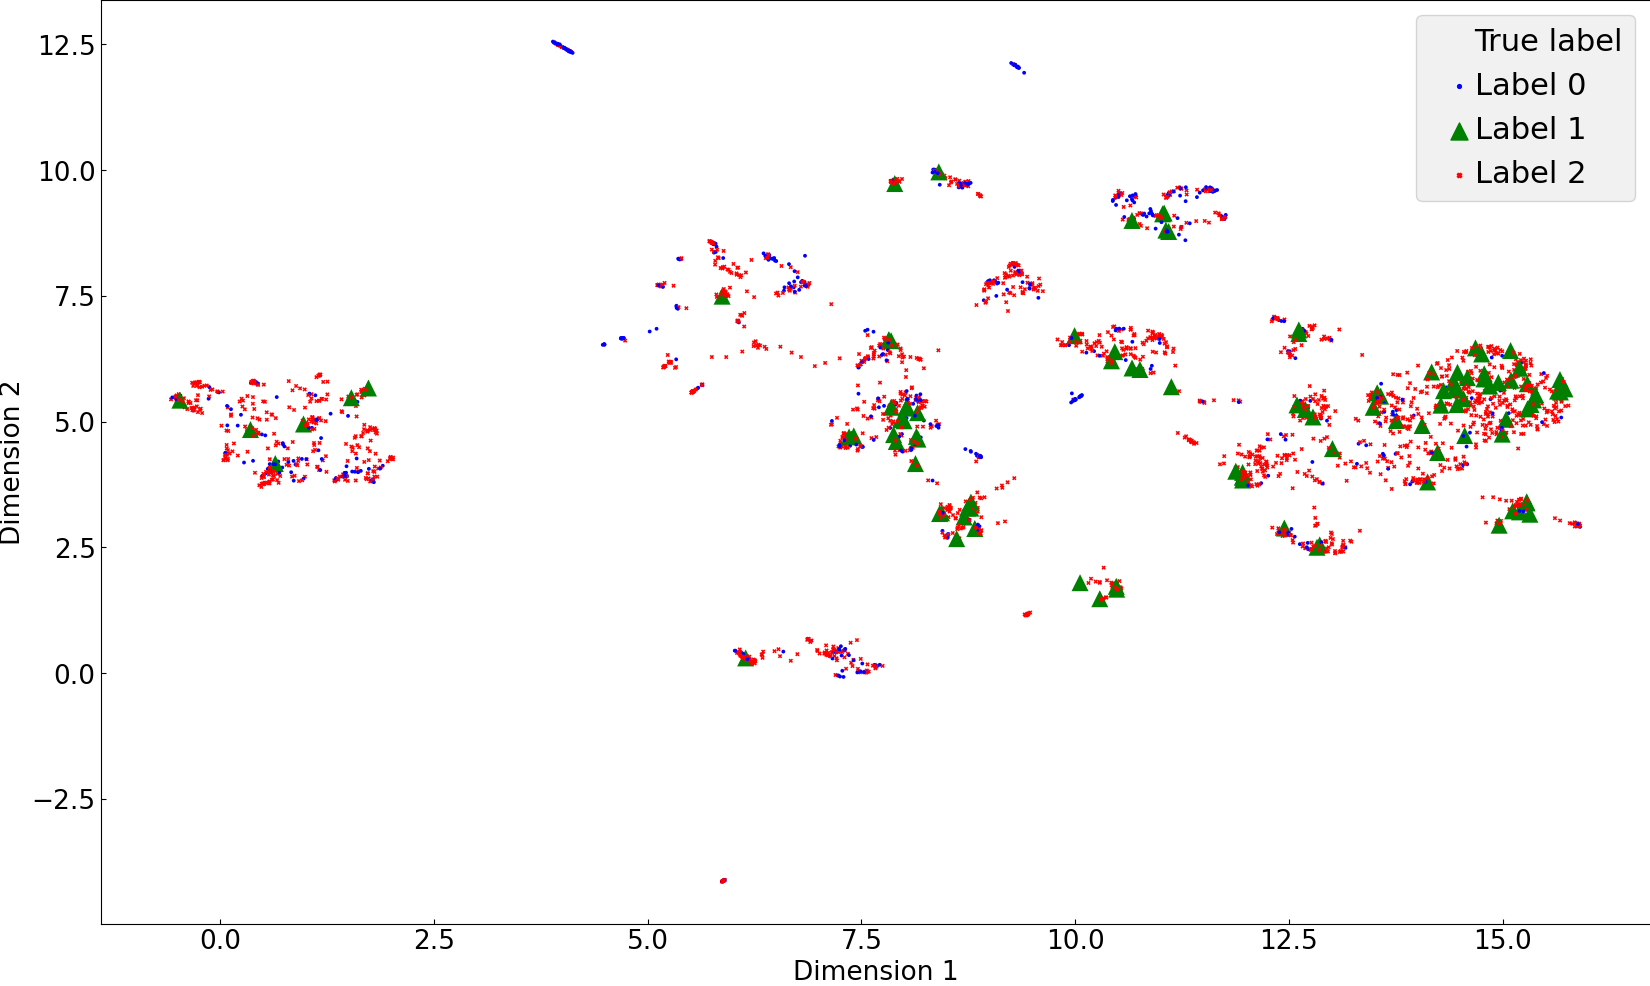 True label
Label 0
Label 1
Label 2
12.5
10.0
7.5
5.0
2.5
0.0
−2.5
Dimension 2
0.0 2.5 5.0 7.5 10.0 12.5 15.0
Dimension 1